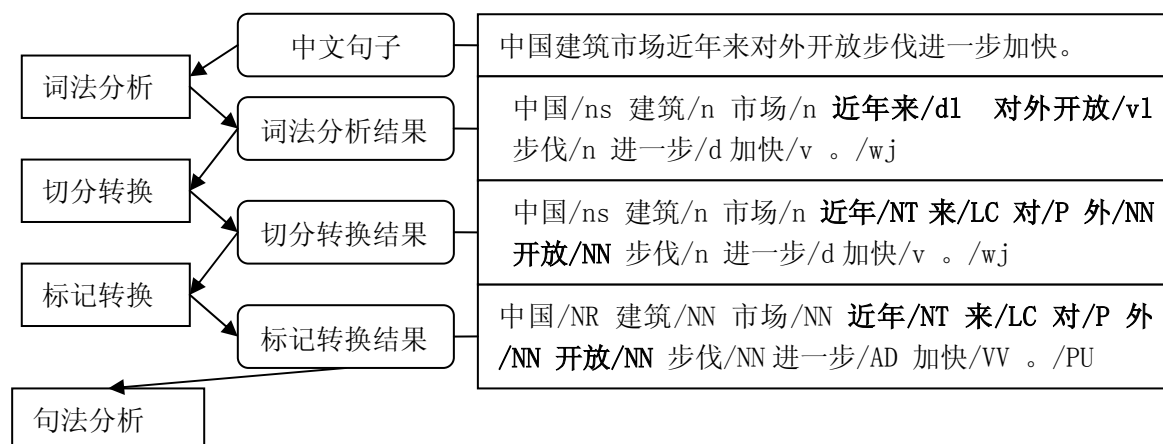 中文句子
中国建筑市场近年来对外开放步伐进一步加快。
词法分析
词法分析结果
中国/ns 建筑/n 市场/n 近年来/dl 对外开放/vl
步伐/n 进一步/d 加快/v 。/wj
切分转换
切分转换结果
中国/ns 建筑/n 市场/n 近年/NT 来/LC 对/P 外/NN
开放/NN 步伐/n 进一步/d 加快/v 。/wj
标记转换
标记转换结果
中国/NR 建筑/NN 市场/NN 近年/NT 来/LC 对/P 外
/NN 开放/NN 步伐/NN 进一步/AD 加快/VV 。/PU
句法分析